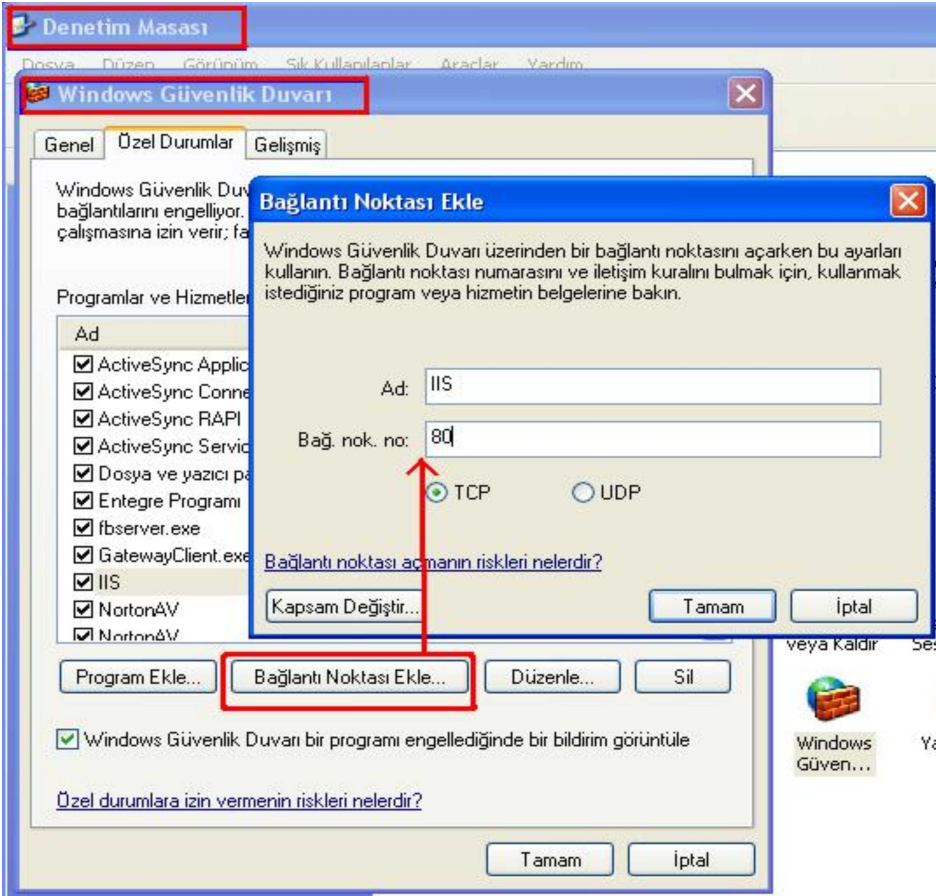 Denetim Masası
Dosya Düzen Görünüm Sık Kullanılanlar Araçlar Yardım
Windows Güvenlik Duvarı
Genel Özel Durumlar Gelişmiş
Windows Güvenlik Duv
bağlantılarını engelliyor.
çalışmasına izin verir; fa
Programlar ve Hizmetle
Ad
ActiveSync Applic
ActiveSync Conne
ActiveSync RAPI
ActiveSync Servic
Dosya ve yazıcı pa
Entegre Programı
fbserver.exe
GatewayClient.exe
IIS
NortonAV
NortonAV
Program Ekle... Bağlantı Noktası Ekle... Düzenle... Sil
Windows Güvenlik Duvarı bir programı engellediğinde bir bildirim görüntüle
Özel durumlara izin vermenin riskleri nelerdir?
Tamam İptal
Bağlantı Noktası Ekle
Windows Güvenlik Duvarı üzerinden bir bağlantı noktasını açarken bu ayarları
kullanın. Bağlantı noktası numarasını ve iletişim kuralını bulmak için, kullanmak
istediğiniz program veya hizmetin belgelerine bakın.
Ad: IIS
Bağ. nok. no: 80
TCP UDP
Bağlantı noktası açmanın riskleri nelerdir?
Kapsam Değiştir... Tamam İptal
veya Kaldır Ses
Windows Ya
Güven...